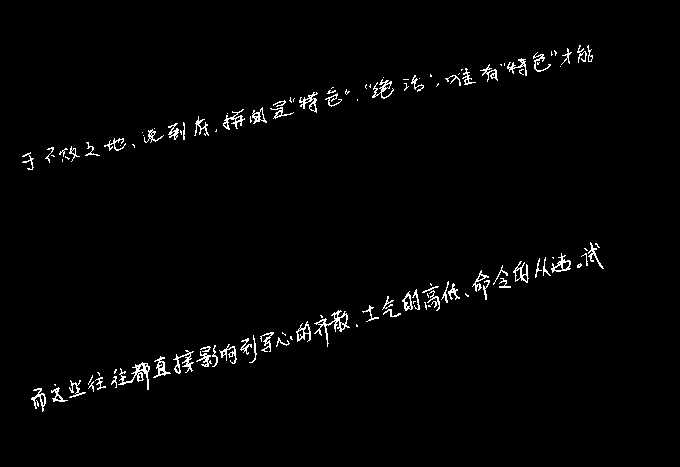 于不败之地、说到底,拼的是“特色”、“绝活”,唯有“特色”才能
而这些往往都直接影响到军心的齐散、士气的高低、命令的从违。试